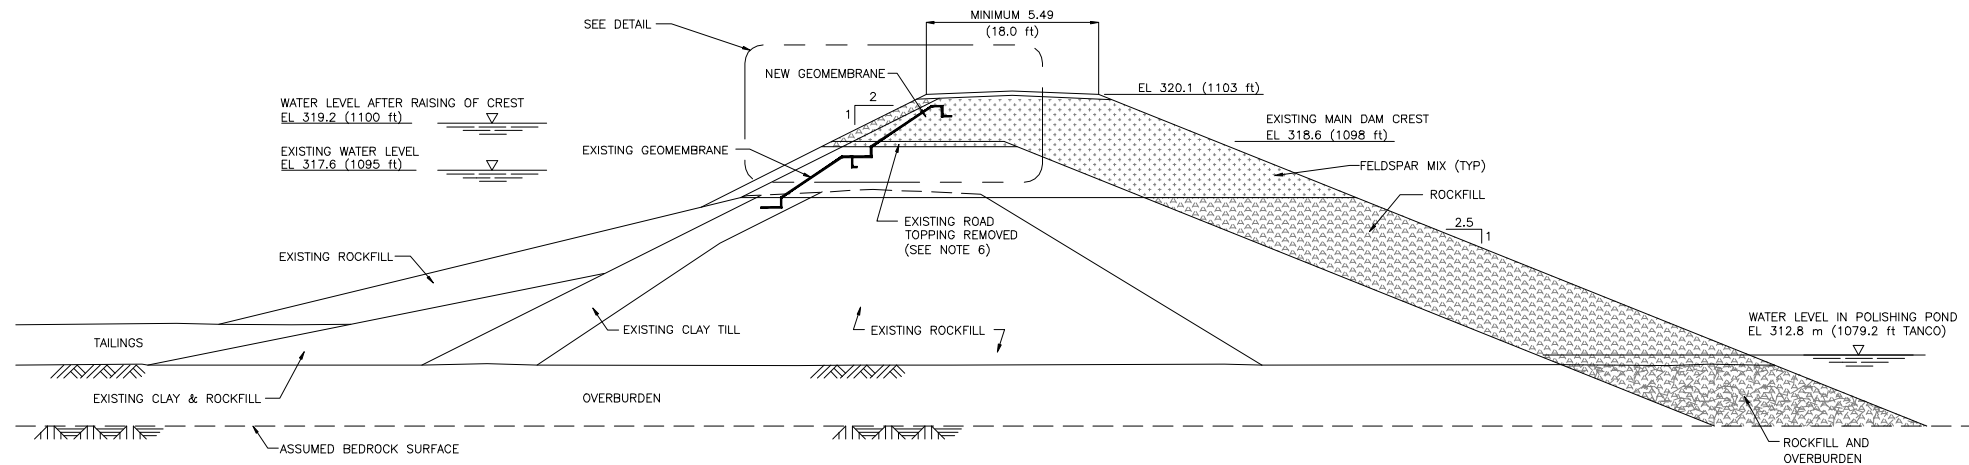 SEE DETAIL
MINIMUM 5.49
(18.0 ft)
NEW GEOMEMBRANE
EL 320.1 (1103 ft)
WATER LEVEL AFTER RAISING OF CREST
EL 319.2 (1100 ft)
2
1
EXISTING MAIN DAM CREST
EL 318.6 (1098 ft)
EXISTING WATER LEVEL
EL 317.6 (1095 ft)
EXISTING GEOMEMBRANE
FELDSPAR MIX (TYP)
ROCKFILL
EXISTING ROAD
TOPPING REMOVED
(SEE NOTE 6)
2.5
1
EXISTING ROCKFILL
WATER LEVEL IN POLISHING POND
EL 312.8 m (1079.2 ft TANCO)
EXISTING CLAY TILL
EXISTING ROCKFILL
TAILINGS
EXISTING CLAY & ROCKFILL
OVERBURDEN
ASSUMED BEDROCK SURFACE
ROCKFILL AND
OVERBURDEN